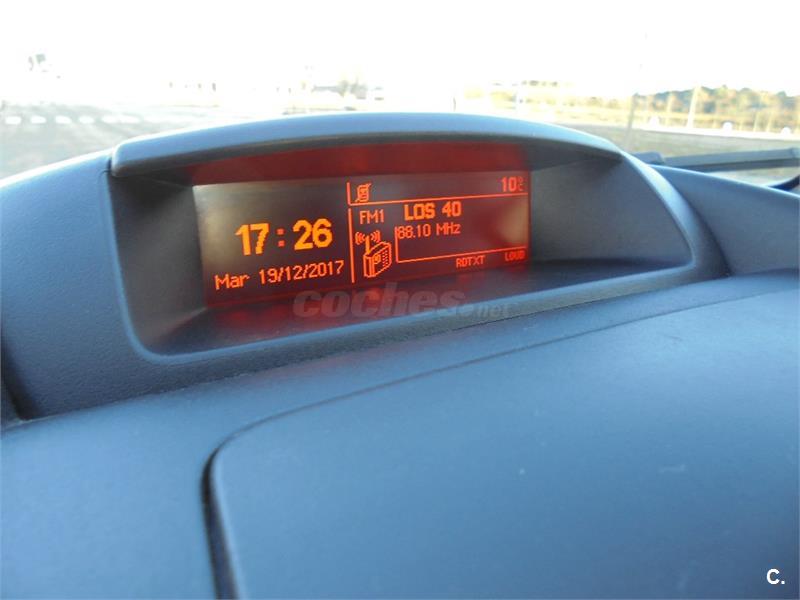 10°C
FM1 LOS 40
17:26
88.10 MHz
Mar 19/12/2017
RDTXT LOUD
coches.net
C.